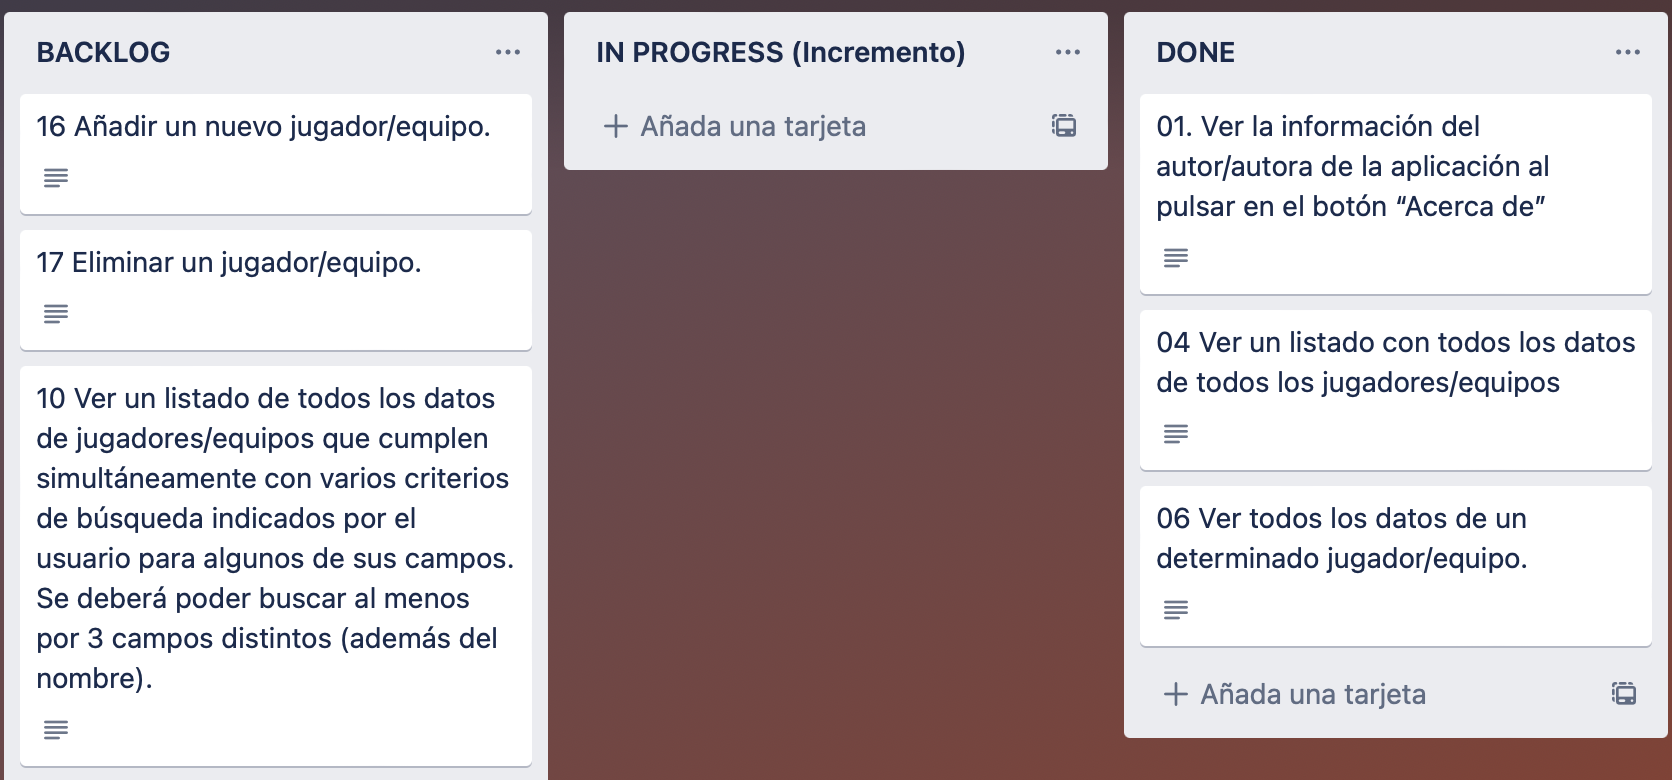 BACKLOG
16 Añadir un nuevo jugador/equipo.
17 Eliminar un jugador/equipo.
10 Ver un listado de todos los datos
de jugadores/equipos que cumplen
simultáneamente con varios criterios
de búsqueda indicados por el
usuario para algunos de sus campos.
Se deberá poder buscar al menos
por 3 campos distintos (además del
nombre).
IN PROGRESS (Incremento)
Añada una tarjeta
DONE
01. Ver la información del
autor/autora de la aplicación al
pulsar en el botón “Acerca de”
04 Ver un listado con todos los datos
de todos los jugadores/equipos
06 Ver todos los datos de un
determinado jugador/equipo.
Añada una tarjeta